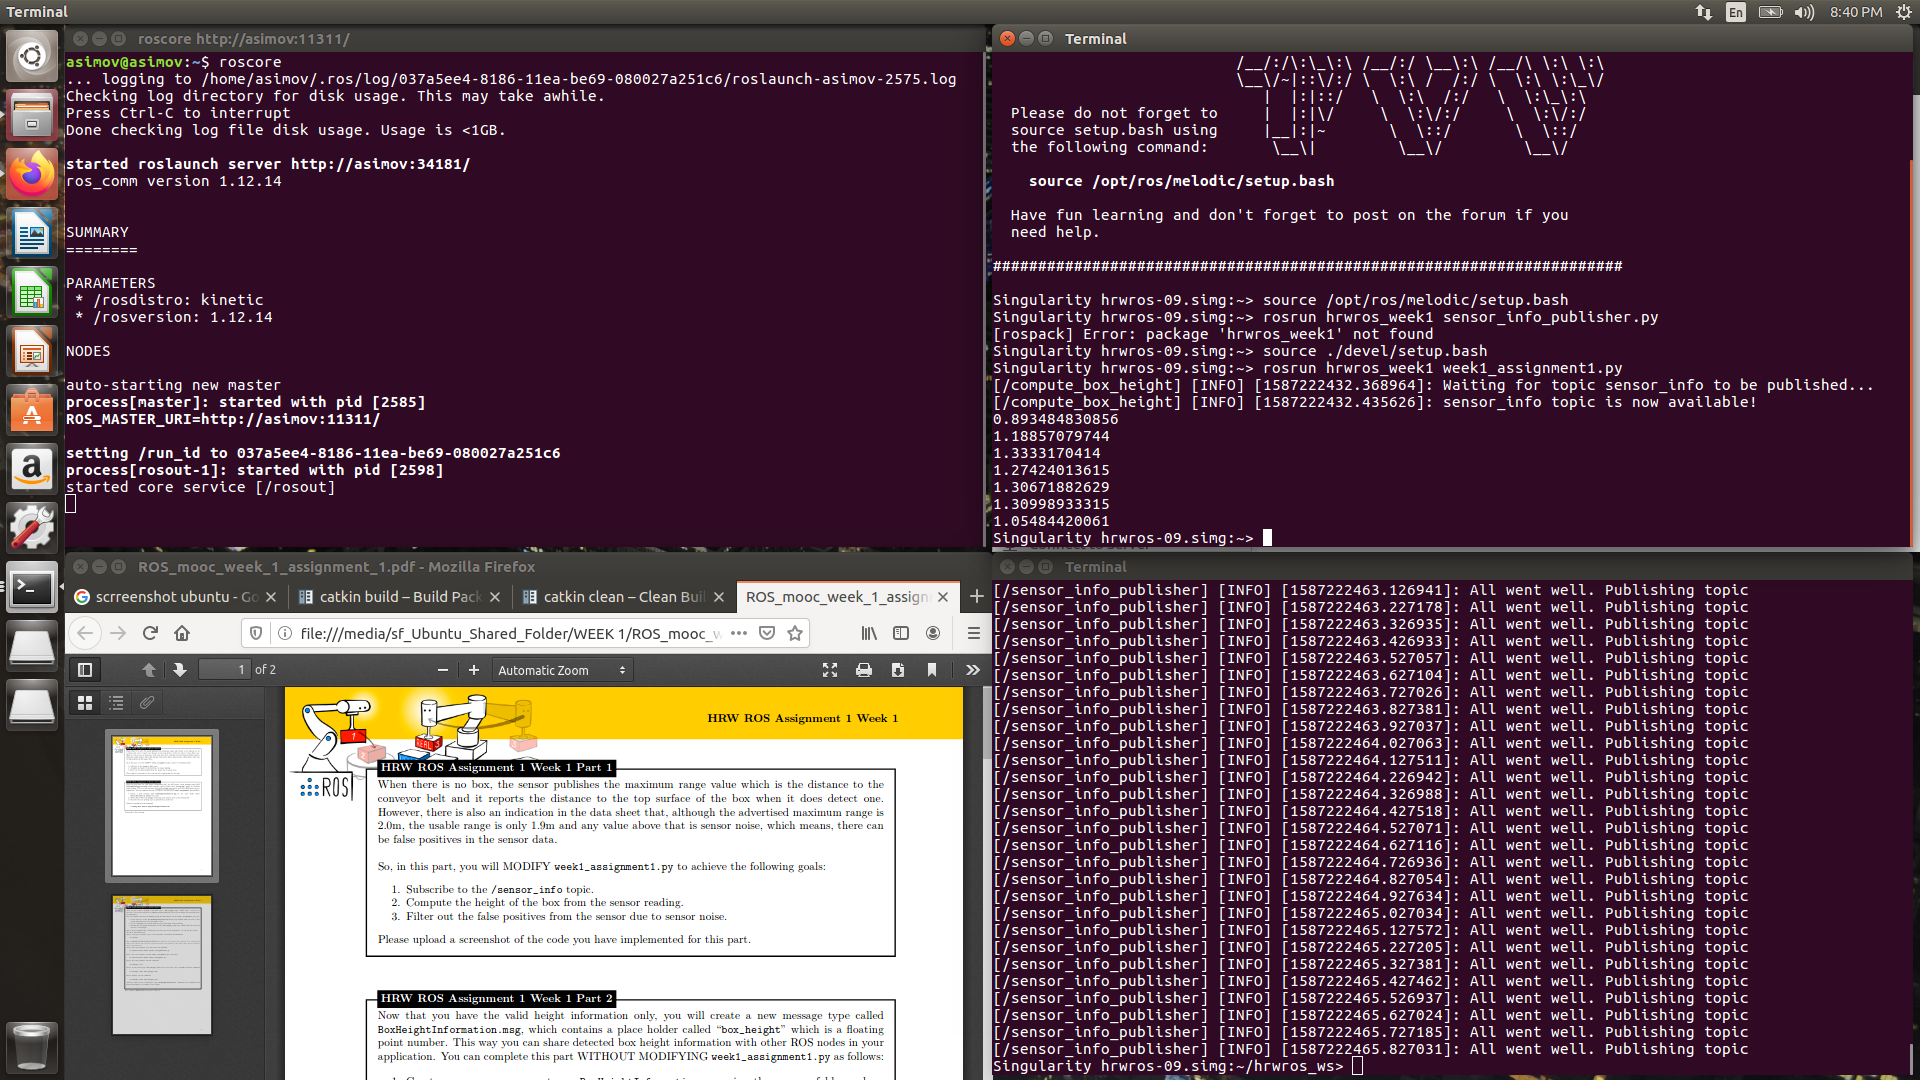 Terminal
En
8:40 PM
roscore http://asimov:11311/
asimov@asimov:~$ roscore
... logging to /home/asimov/.ros/log/037a5ee4-8186-11ea-be69-080027a251c6/roslaunch-asimov-2575.log
Checking log directory for disk usage. This may take awhile.
Press Ctrl-C to interrupt
Done checking log file disk usage. Usage is <1GB.
started roslaunch server http://asimov:34181/
ros_comm version 1.12.14
SUMMARY
========
PARAMETERS
* /rosdistro: kinetic
* /rosversion: 1.12.14
NODES
auto-starting new master
process[master]: started with pid [2585]
ROS_MASTER_URI=http://asimov:11311/
setting /run_id to 037a5ee4-8186-11ea-be69-080027a251c6
process[rosout-1]: started with pid [2598]
started core service [/rosout]
Terminal
Please do not forget to
source setup.bash using
the following command:
source /opt/ros/melodic/setup.bash
Have fun learning and don't forget to post on the forum if you
need help.
######################################################################
Singularity hrwros-09.simg:~> source /opt/ros/melodic/setup.bash
Singularity hrwros-09.simg:~> rosrun hrwros_week1 sensor_info_publisher.py
[rospack] Error: package 'hrwros_week1' not found
Singularity hrwros-09.simg:~> source ./devel/setup.bash
Singularity hrwros-09.simg:~> rosrun hrwros_week1 week1_assignment1.py
[/compute_box_height] [INFO] [1587222432.368964]: Waiting for topic sensor_info to be published...
[/compute_box_height] [INFO] [1587222432.435626]: sensor_info topic is now available!
0.893484830856
1.18857079744
1.3333170414
1.27424013615
1.30671882629
1.30998933315
1.05484420061
Singularity hrwros-09.simg:~>
ROS_mooc_week_1_assignment_1.pdf - Mozilla Firefox
scrreenshot ubuntu - Go
catkin build – Build Pack
catkin clean – Clean Buil
ROS_mooc_week_1_assign
file:///media/sf_Ubuntu_Shared_Folder/WEEK 1/ROS_mooc_w
1 of 2
Automatic Zoom
HRW ROS Assignment 1 Week 1
ROS
HRW ROS Assignment 1 Week 1 Part 1
When there is no box, the sensor publishes the maximum range value which is the distance to the
conveyor belt and it reports the distance to the top surface of the box when it does detect one.
However, there is also an indication in the data sheet that, although the advertised maximum range is
2.0m, the usable range is only 1.9m and any value above that is sensor noise, which means, there can
be false positives in the sensor data.
So, in this part, you will MODIFY week1_assignment1.py to achieve the following goals:
1. Subscribe to the /sensor_info topic.
2. Compute the height of the box from the sensor reading.
3. Filter out the false positives from the sensor due to sensor noise.
Please upload a screenshot of the code you have implemented for this part.
HRW ROS Assignment 1 Week 1 Part 2
Now that you have the valid height information only, you will create a new message type called
BoxHeightInformation.msg, which contains a place holder called “box_height” which is a floating
point number. This way you can share detected box height information with other ROS nodes in your
application. You can complete this part WITHOUT MODIFYING week1_assignment1.py as follows:
Terminal
[/sensor_info_publisher] [INFO] [1587222463.126941]: All went well. Publishing topic
[/sensor_info_publisher] [INFO] [1587222463.227178]: All went well. Publishing topic
[/sensor_info_publisher] [INFO] [1587222463.326935]: All went well. Publishing topic
[/sensor_info_publisher] [INFO] [1587222463.426933]: All went well. Publishing topic
[/sensor_info_publisher] [INFO] [1587222463.527057]: All went well. Publishing topic
[/sensor_info_publisher] [INFO] [1587222463.627104]: All went well. Publishing topic
[/sensor_info_publisher] [INFO] [1587222463.727026]: All went well. Publishing topic
[/sensor_info_publisher] [INFO] [1587222463.827381]: All went well. Publishing topic
[/sensor_info_publisher] [INFO] [1587222463.927037]: All went well. Publishing topic
[/sensor_info_publisher] [INFO] [1587222464.027063]: All went well. Publishing topic
[/sensor_info_publisher] [INFO] [1587222464.127511]: All went well. Publishing topic
[/sensor_info_publisher] [INFO] [1587222464.226942]: All went well. Publishing topic
[/sensor_info_publisher] [INFO] [1587222464.326988]: All went well. Publishing topic
[/sensor_info_publisher] [INFO] [1587222464.427518]: All went well. Publishing topic
[/sensor_info_publisher] [INFO] [1587222464.527071]: All went well. Publishing topic
[/sensor_info_publisher] [INFO] [1587222464.627116]: All went well. Publishing topic
[/sensor_info_publisher] [INFO] [1587222464.726936]: All went well. Publishing topic
[/sensor_info_publisher] [INFO] [1587222464.827054]: All went well. Publishing topic
[/sensor_info_publisher] [INFO] [1587222464.927634]: All went well. Publishing topic
[/sensor_info_publisher] [INFO] [1587222465.027034]: All went well. Publishing topic
[/sensor_info_publisher] [INFO] [1587222465.127572]: All went well. Publishing topic
[/sensor_info_publisher] [INFO] [1587222465.227205]: All went well. Publishing topic
[/sensor_info_publisher] [INFO] [1587222465.327381]: All went well. Publishing topic
[/sensor_info_publisher] [INFO] [1587222465.427462]: All went well. Publishing topic
[/sensor_info_publisher] [INFO] [1587222465.526937]: All went well. Publishing topic
[/sensor_info_publisher] [INFO] [1587222465.627024]: All went well. Publishing topic
[/sensor_info_publisher] [INFO] [1587222465.727185]: All went well. Publishing topic
[/sensor_info_publisher] [INFO] [1587222465.827031]: All went well. Publishing topic
Singularity hrwros-09.simg:~/hrwros_ws>